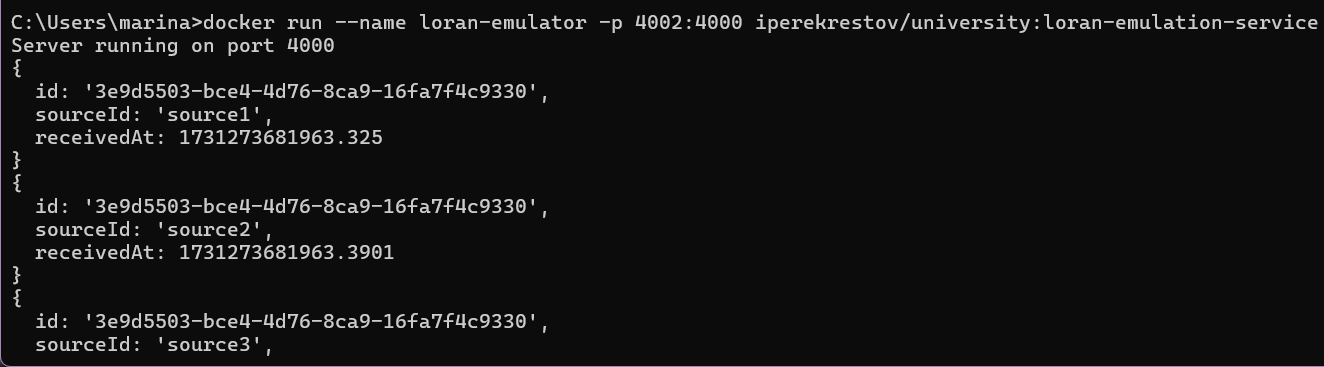 C:\Users\marina>docker run --name loran-emulator -p 4002:4000 iperekrestov/university:loran-emulation-service
Server running on port 4000
{
  id: '3e9d5503-bce4-4d76-8ca9-16fa7f4c9330',
  sourceId: 'source1',
  receivedAt: 1731273681963.325
}
{
  id: '3e9d5503-bce4-4d76-8ca9-16fa7f4c9330',
  sourceId: 'source2',
  receivedAt: 1731273681963.3901
}
{
  id: '3e9d5503-bce4-4d76-8ca9-16fa7f4c9330',
  sourceId: 'source3',